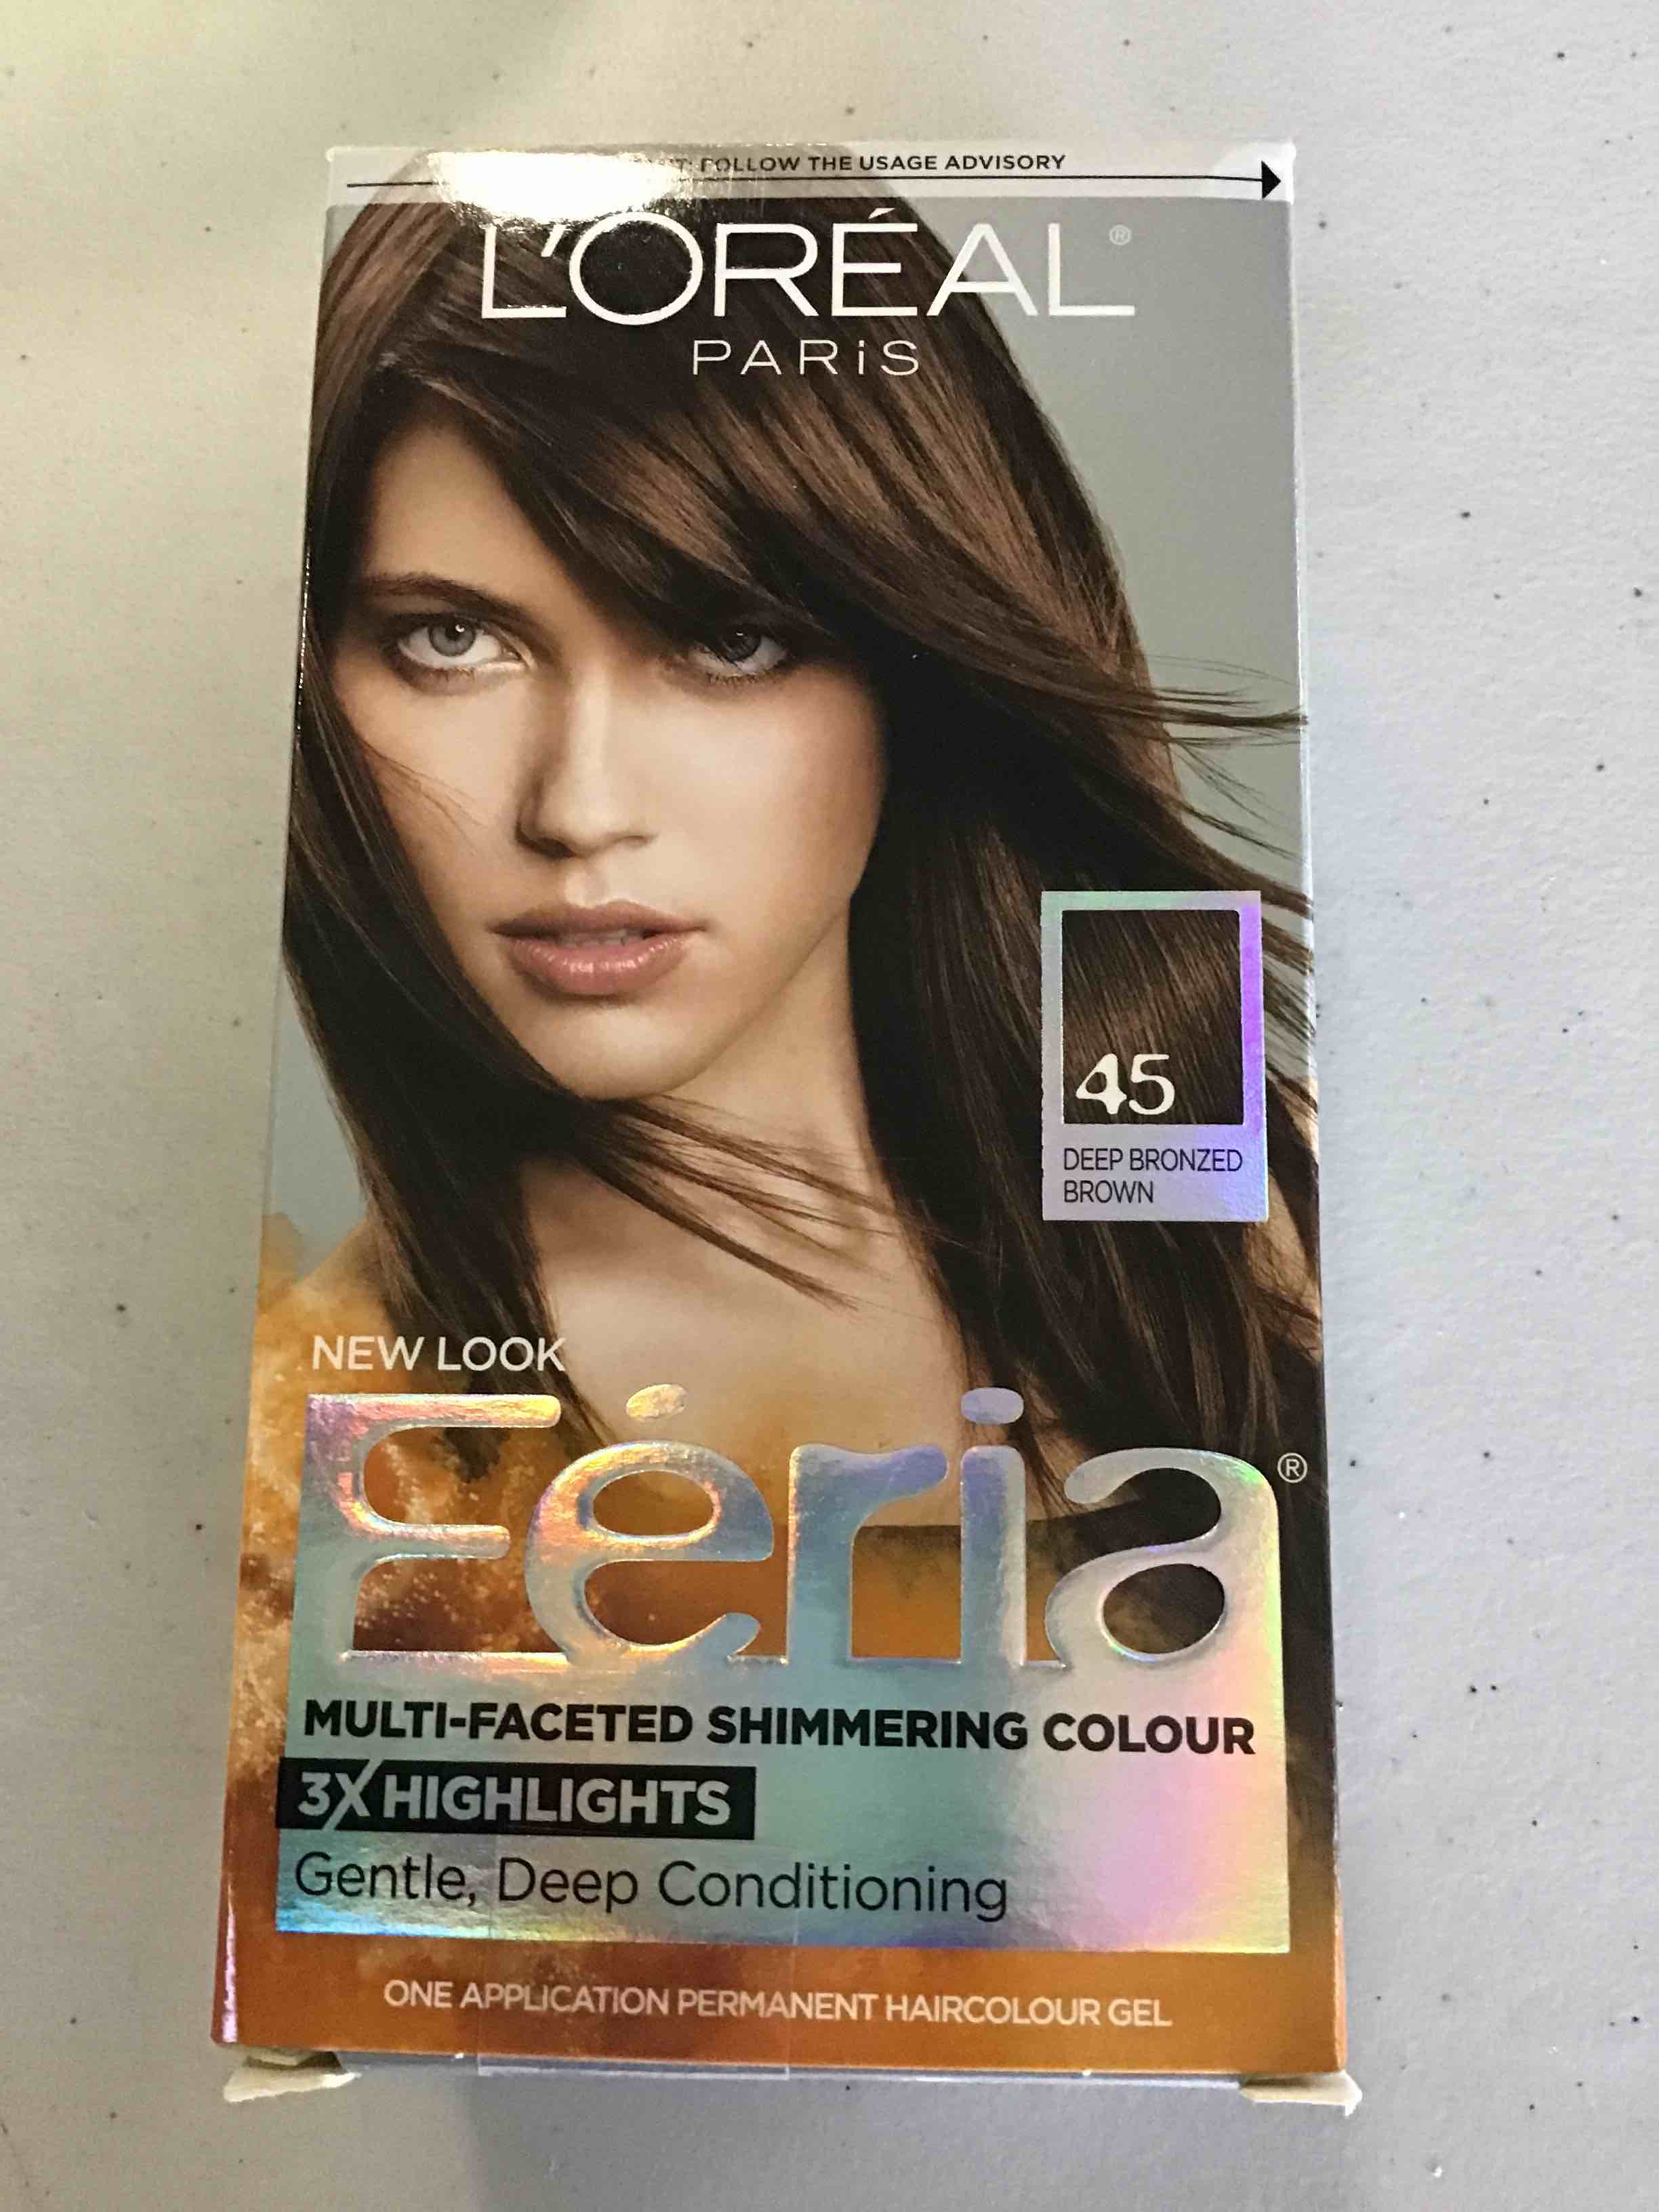 FOLLOW THE USAGE ADVISORY
L'ORÉAL®
PARiS
45
DEEP BRONZED
BROWN
NEW LOOK
Féria®
MULTI-FACETED SHIMMERING COLOUR
3X HIGHLIGHTS
Gentle, Deep Conditioning
ONE APPLICATION PERMANENT HAIRCOLOUR GEL